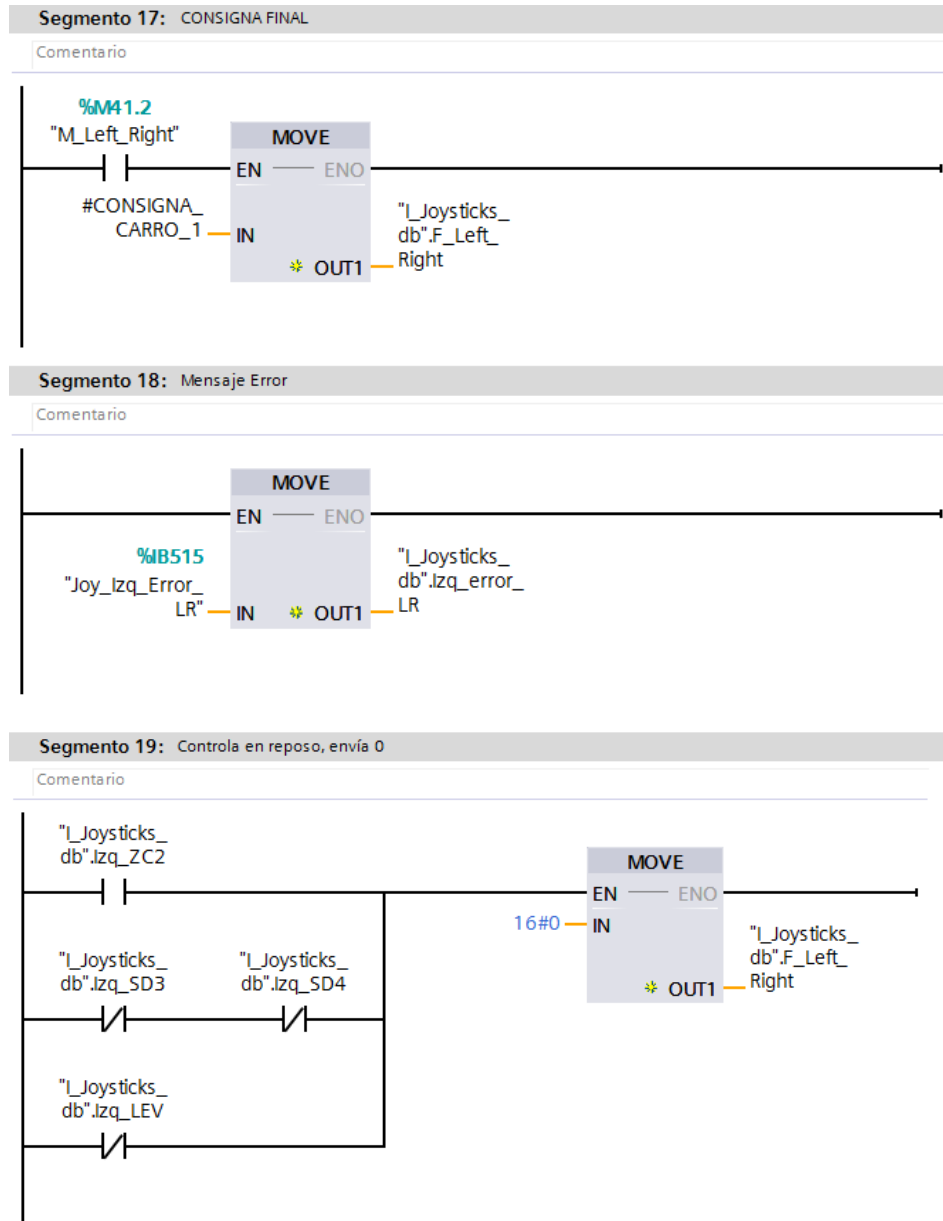 Segmento 17: CONSIGNA FINAL
Comentario
%M41.2
"M_Left_Right"
MOVE
EN ENO
#CONSIGNA_
CARRO_1
IN
"I_Joysticks_
db".F_Left_
Right
OUT1
Segmento 18: Mensaje Error
Comentario
MOVE
EN ENO
%IB515
"Joy_Izq_Error_
LR"
IN
OUT1
"I_Joysticks_
db".Izq_error_
LR
Segmento 19: Controla en reposo, envía 0
Comentario
"I_Joysticks_
db".Izq_ZC2
MOVE
EN ENO
16#0
IN
"I_Joysticks_
db".F_Left_
Right
OUT1
"I_Joysticks_
db".Izq_SD3
"I_Joysticks_
db".Izq_SD4
"I_Joysticks_
db".Izq_LEV